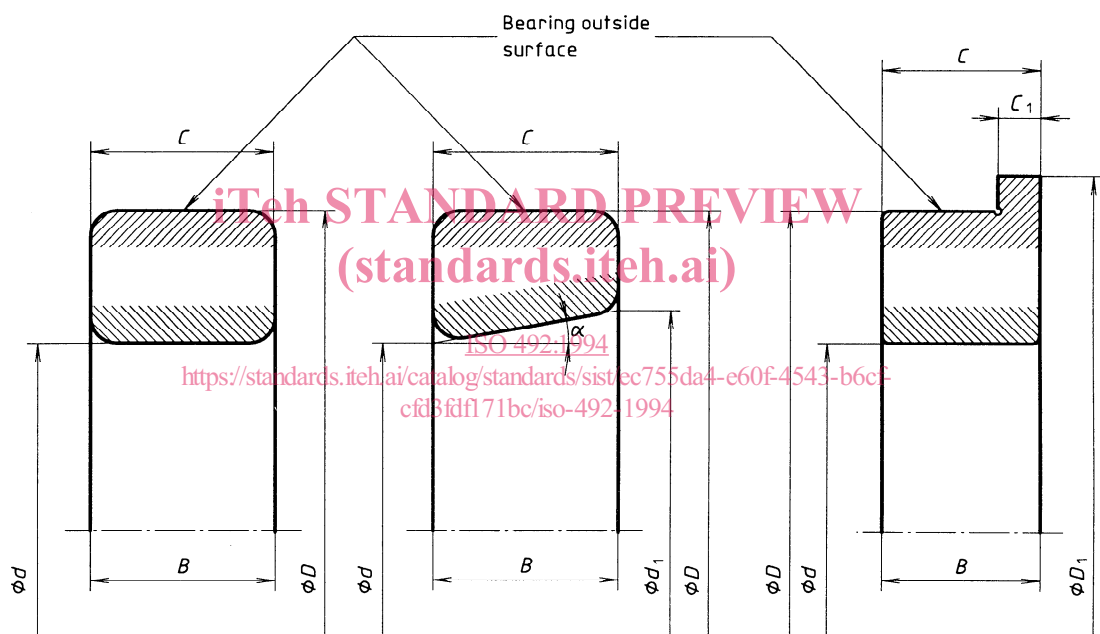 Bearing outside
surface
C
C1
C
C
iTeh STANDARD PREVIEW
(standards.iteh.ai)
α
ISO 492:1994
https://standards.iteh.ai/catalog/standards/sist/ec755da4-e60f-4543-b6cf-
cfd3fdf171bc/iso-492-1994
B
B
B
Φd
ΦD
Φd
Φd1
ΦD
ΦD
Φd
ΦD1